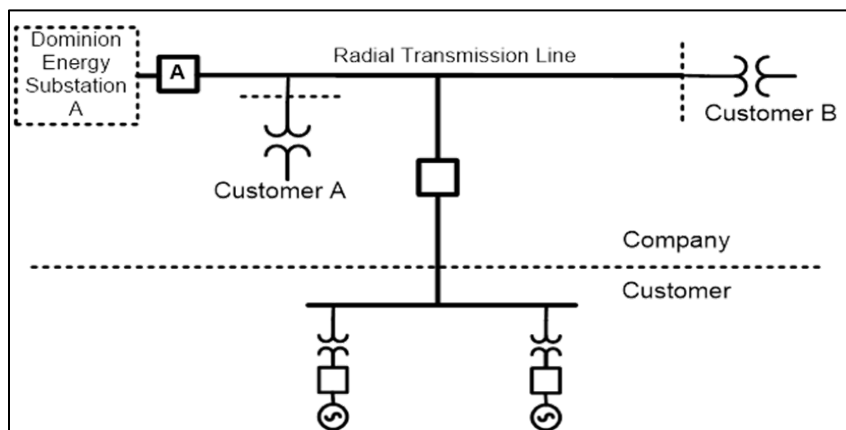 Dominion
Energy
Substation
A
A
Radial Transmission Line
Customer B
Customer A
Company
Customer